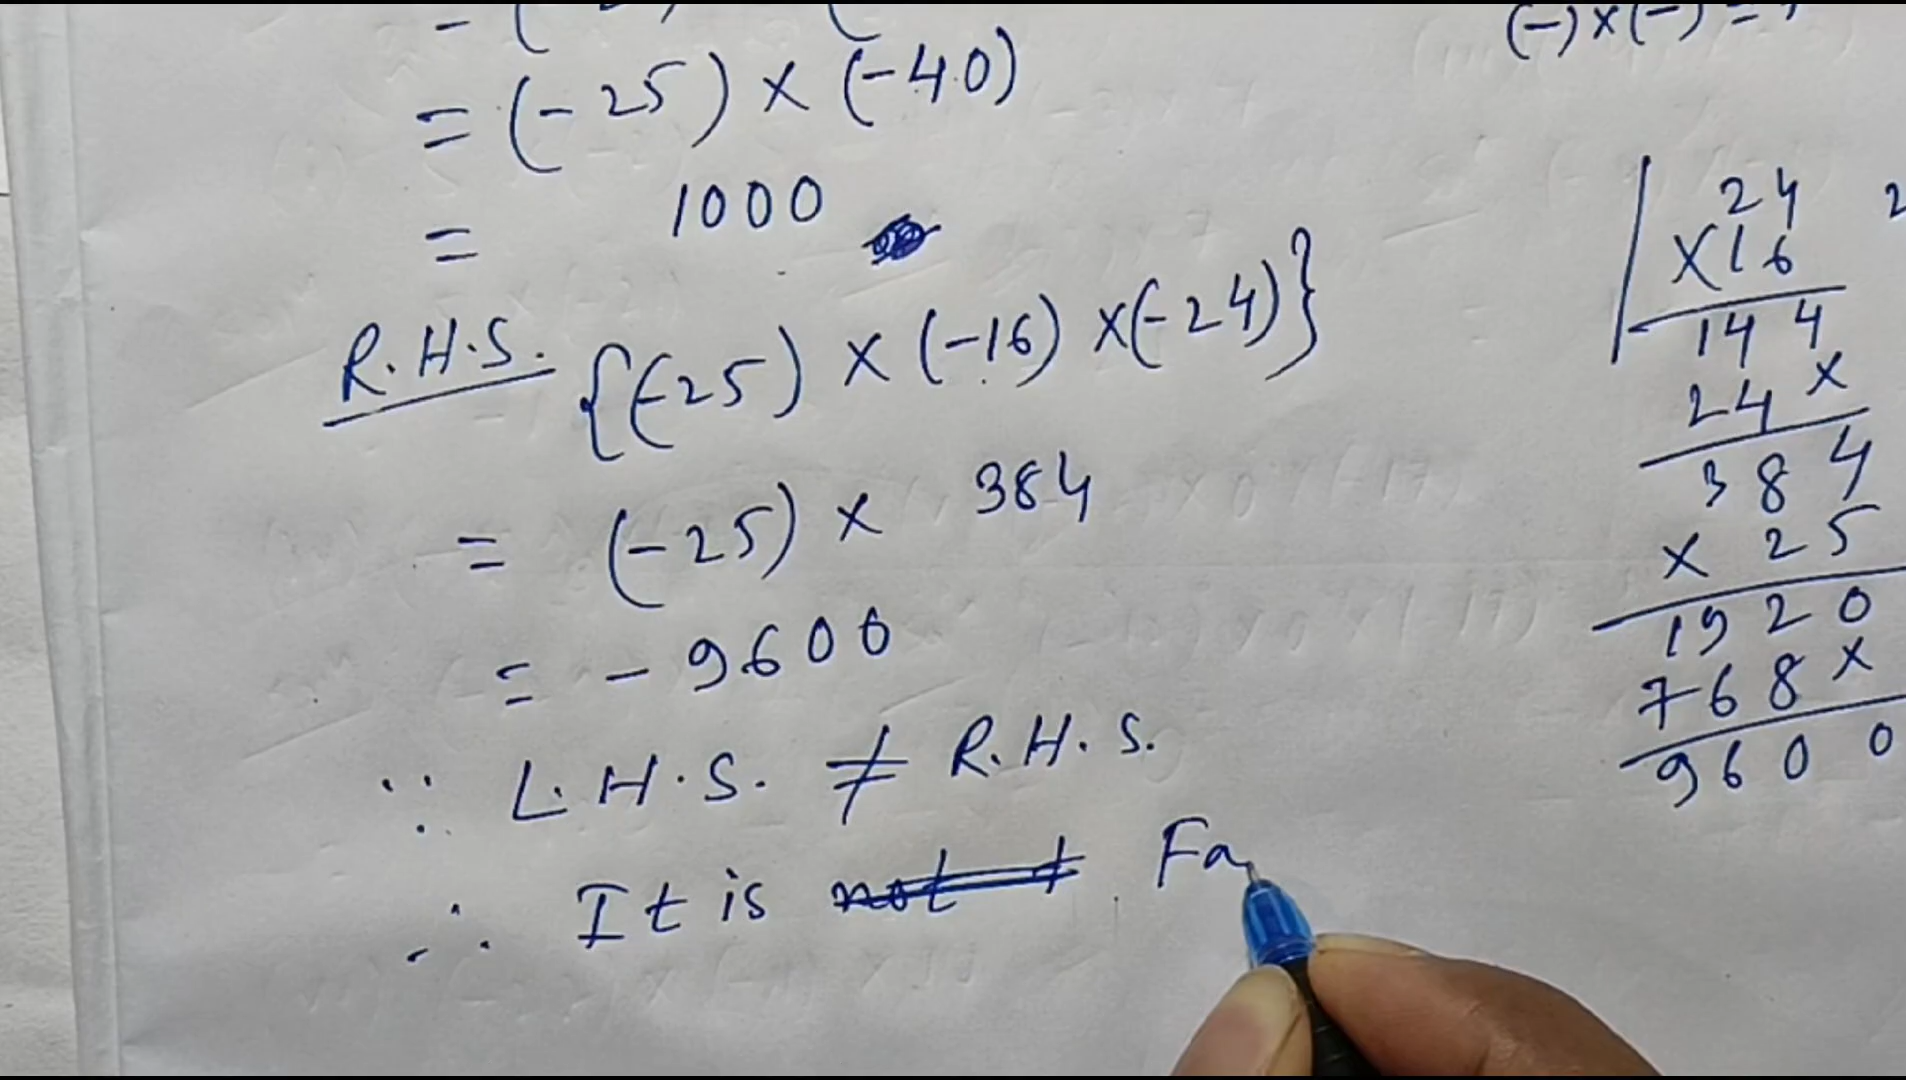 = (-25) × (-40)
= 1000
R.H.S. {(-25) × (-16) × (-24)}
= (-25) × 384
= - 9600
∵ L.H.S. ≠ R.H.S.
∴ It is Fa
(-) × (-) =
24
×16
144
24×
384
× 25
1920
768×
9600